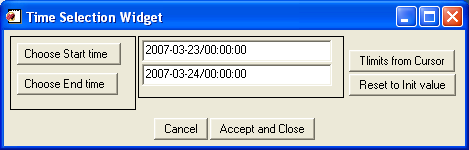 Time Selection Widget
Choose Start time
2007-03-23/00:00:00
Tlimits from Cursor
Choose End time
2007-03-24/00:00:00
Reset to Init value
Cancel
Accept and Close